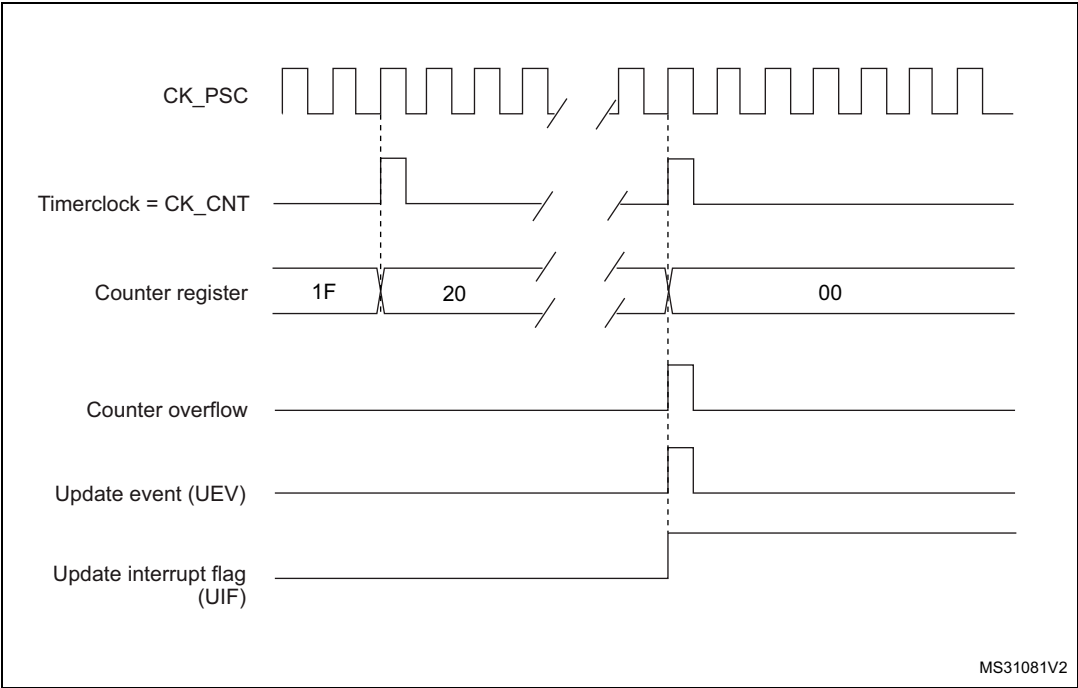 CK_PSC
Timerclock = CK_CNT
Counter register
1F
20
00
Counter overflow
Update event (UEV)
Update interrupt flag
(UIF)
MS31081V2